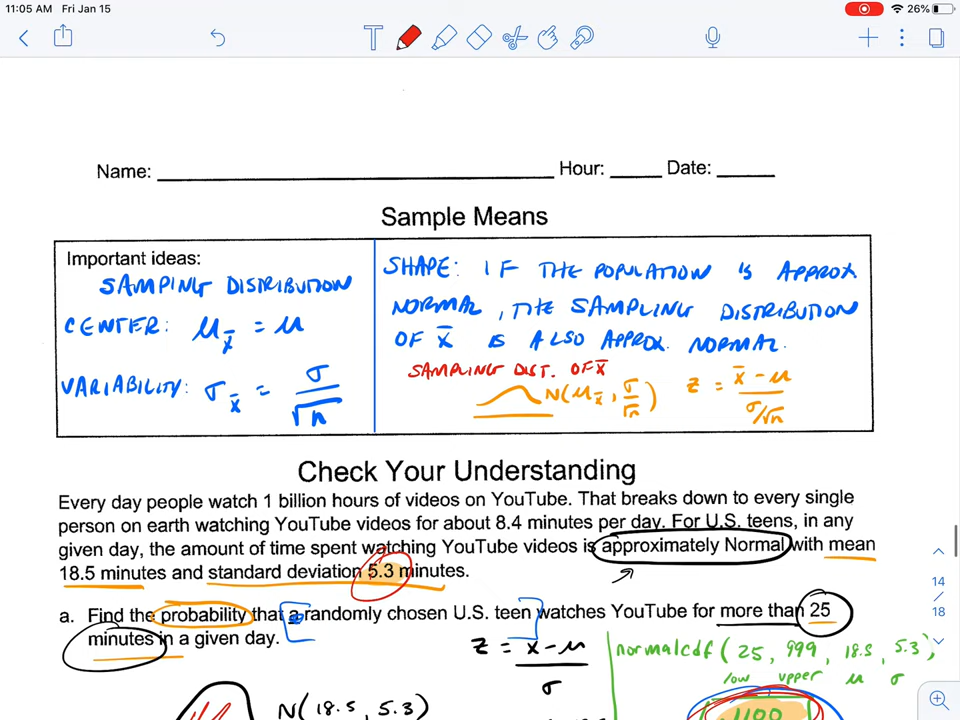 11:05 AM Fri Jan 15
26%
Name: Hour: Date:
Sample Means
Important ideas:
SAMPING DISTRIBUTION
CENTER: μx̄ = μ
VARIABILITY: σx̄ = σ/√n
SHAPE: IF THE POPULATION IS APPROX
NORMAL, THE SAMPLING DISTRIBUTION
OF x̄ IS ALSO APPROX. NORMAL.
SAMPLING DIST. OF x̄
N(μx̄, σ/√n) z = x̄ - μ / σ/√n
Check Your Understanding
Every day people watch 1 billion hours of videos on YouTube. That breaks down to every single
person on earth watching YouTube videos for about 8.4 minutes per day. For U.S. teens, in any
given day, the amount of time spent watching YouTube videos is approximately Normal with mean
18.5 minutes and standard deviation 5.3 minutes.
a. Find the probability that a randomly chosen U.S. teen watches YouTube for more than 25
minutes in a given day.
z = x - μ / σ
normalcdf (25, 999, 18.5, 5.3)
low upper μ σ
N(18.5, 5.3)
14
/
18